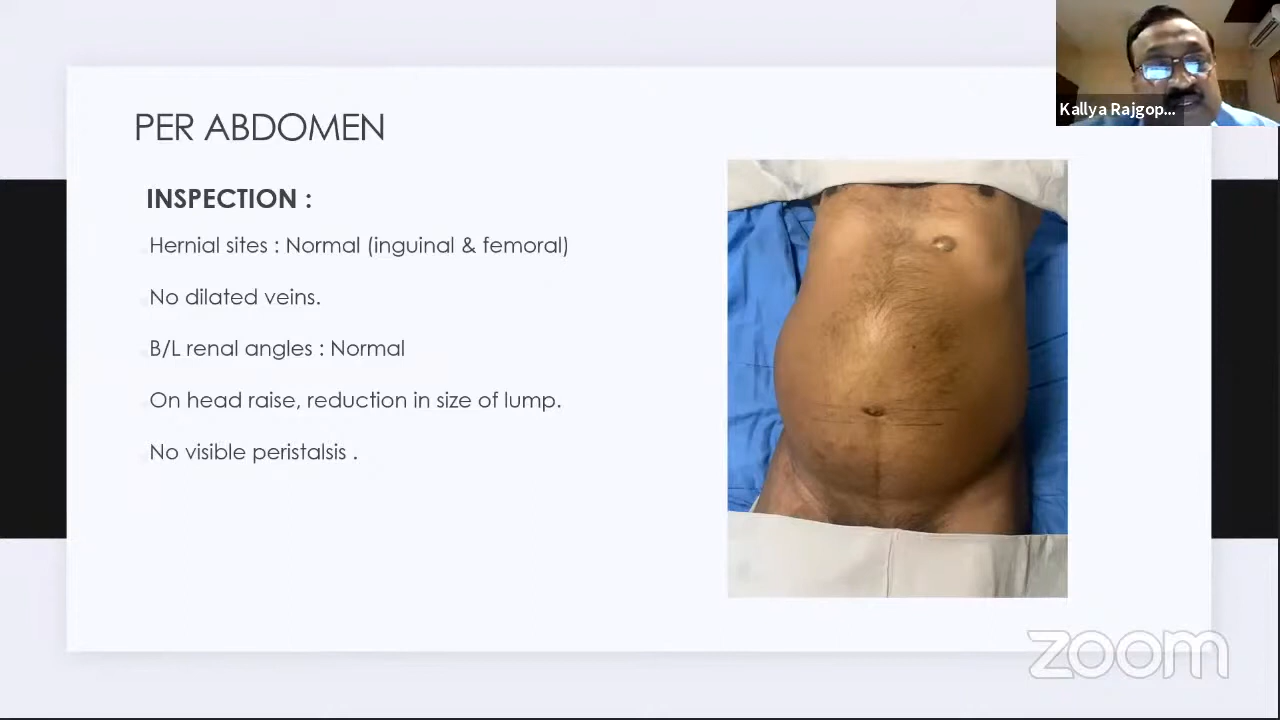 Kallya Rajgop...
PER ABDOMEN
INSPECTION :
Hernial sites : Normal (inguinal & femoral)
No dilated veins.
B/L renal angles : Normal
On head raise, reduction in size of lump.
No visible peristalsis .
zoom